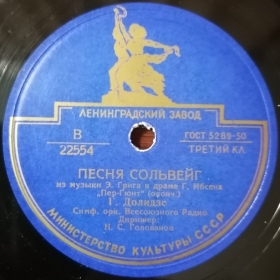 ЛЕНИНГРАДСКИЙ ЗАВОД
В
22554
ГОСТ 5289-50
ТРЕТИЙ КЛ.
ПЕСНЯ СОЛЬВЕЙГ
из музыки Э. Грига к драме Г. Ибсена
„Пер-Гюнт" (оконч.)
Г. Долидзе
Симф. орк. Всесоюзного Радио
Дирижер:
Н. С. Голованов
МИНИСТЕРСТВО КУЛЬТУРЫ СССР